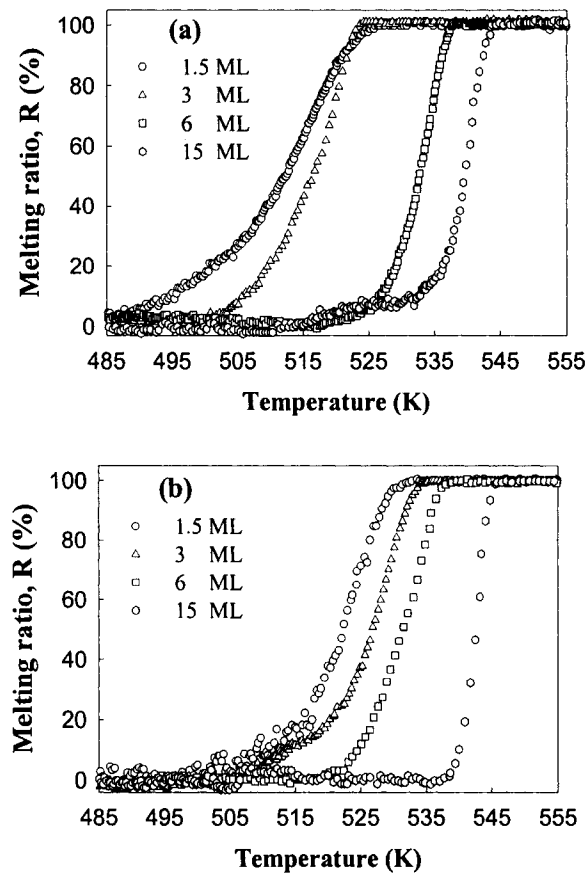 (a)
1.5 ML
3 ML
6 ML
15 ML
Melting ratio, R (%)
100
80
60
40
20
0
485 495 505 515 525 535 545 555
Temperature (K)
(b)
1.5 ML
3 ML
6 ML
15 ML
Melting ratio, R (%)
100
80
60
40
20
0
485 495 505 515 525 535 545 555
Temperature (K)